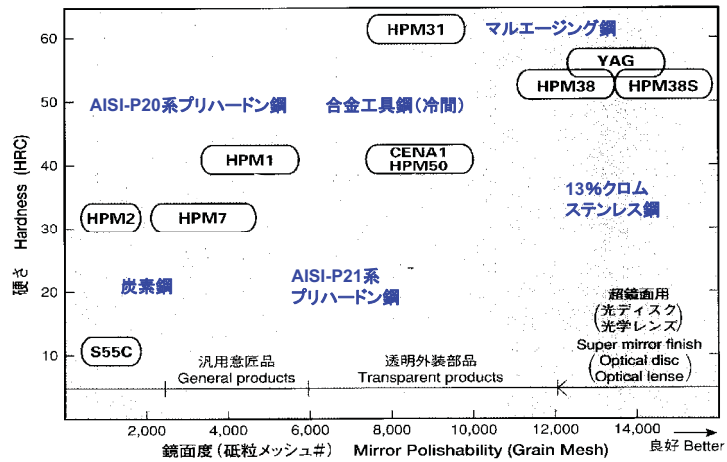 60
50
40
30
20
10
硬さ Hardness (HRC)
HPM31
マルエージング鋼
YAG
HPM38
HPM38S
AISI-P20系プリハードン鋼
合金工具鋼(冷間)
HPM1
CENA1
HPM50
13%クロム
ステンレス鋼
HPM2
HPM7
炭素鋼
AISI-P21系
プリハードン鋼
S55C
汎用意匠品
General products
透明外装部品
Transparent products
超鏡面用
(光ディスク
光学レンズ)
Super mirror finish
(Optical disc
Optical lense)
2,000
4,000
6,000
8,000
10,000
12,000
14,000
鏡面度(砥粒メッシュ#) Mirror Polishability (Grain Mesh)
良好 Better